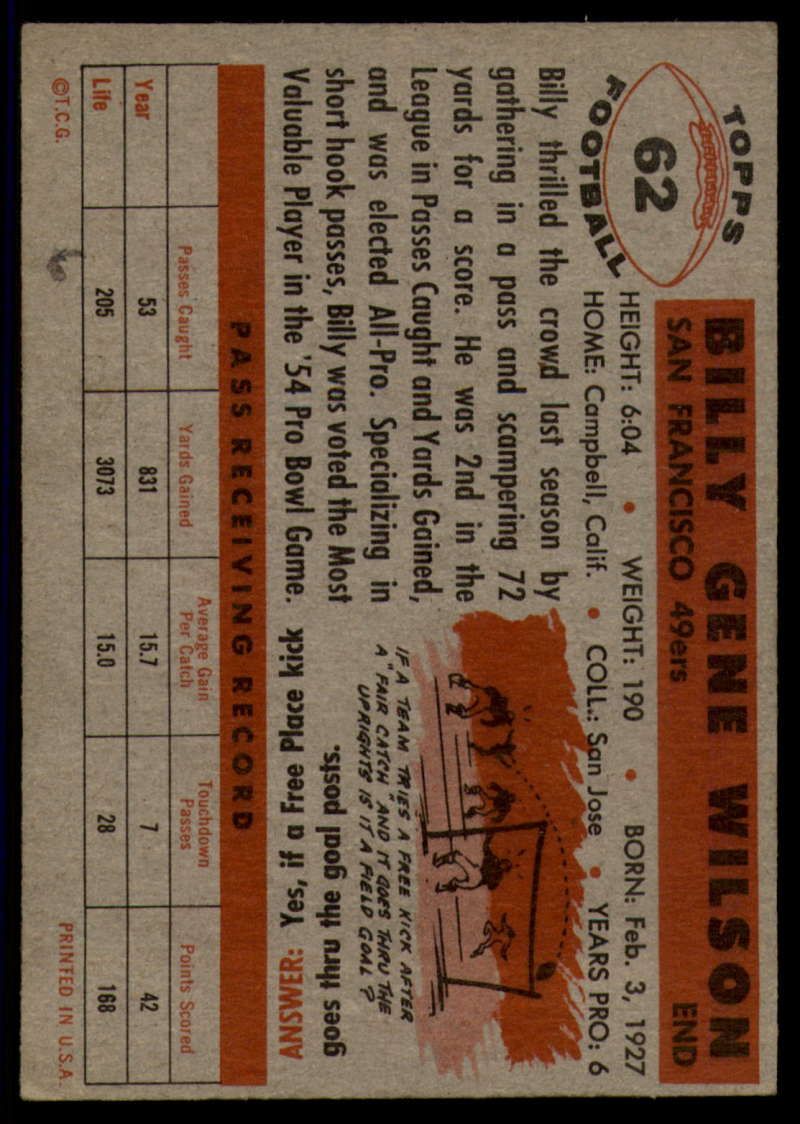 TOPPS
62
FOOTBALL
BILLY GENE WILSON
SAN FRANCISCO 49ers END
HEIGHT: 6:04 • WEIGHT: 190 • BORN: Feb. 3, 1927
HOME: Campbell, Calif. • COLL.: San Jose • YEARS PRO: 6
Billy thrilled the crowd last season by
gathering in a pass and scampering 72
yards for a score. He was 2nd in the
League in Passes Caught and Yards Gained,
and was elected All-Pro. Specializing in
short hook passes, Billy was voted the Most
Valuable Player in the '54 Pro Bowl Game.
IF A TEAM TRIES A FREE KICK AFTER
A "FAIR CATCH" AND IT GOES THRU THE
UPRIGHTS IS IT A FIELD GOAL?
ANSWER: Yes, if a Free Place kick
goes thru the goal posts.
PASS RECEIVING RECORD
Passes Caught Yards Gained Average Gain Per Catch Touchdown Passes Points Scored
Year 53 831 15.7 7 42
Life 205 3073 15.0 28 168
©T.C.G. PRINTED IN U.S.A.